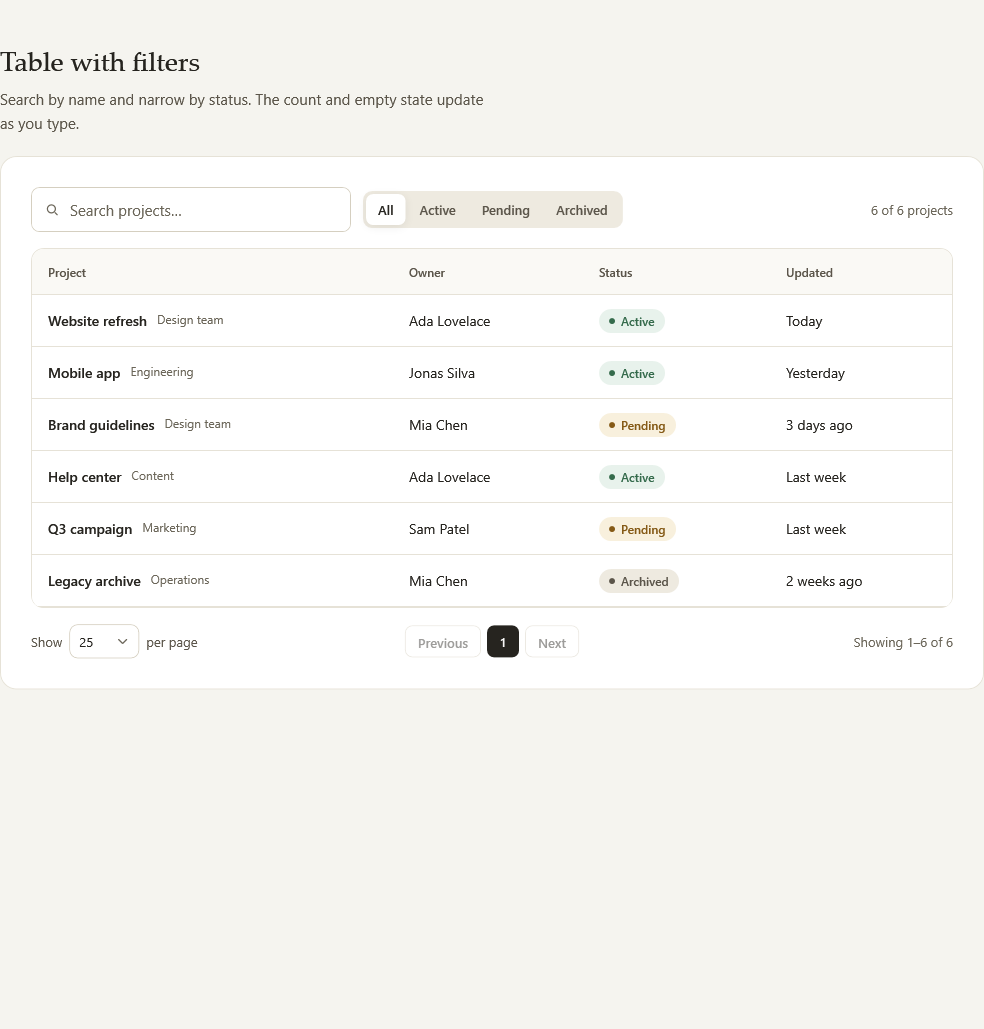 Table with filters
Search by name and narrow by status. The count and empty state update
as you type.
Search projects...
All Active Pending Archived
6 of 6 projects
Project Owner Status Updated
Website refresh Design team Ada Lovelace Active Today
Mobile app Engineering Jonas Silva Active Yesterday
Brand guidelines Design team Mia Chen Pending 3 days ago
Help center Content Ada Lovelace Active Last week
Q3 campaign Marketing Sam Patel Pending Last week
Legacy archive Operations Mia Chen Archived 2 weeks ago
Show 25 per page Previous 1 Next Showing 1–6 of 6